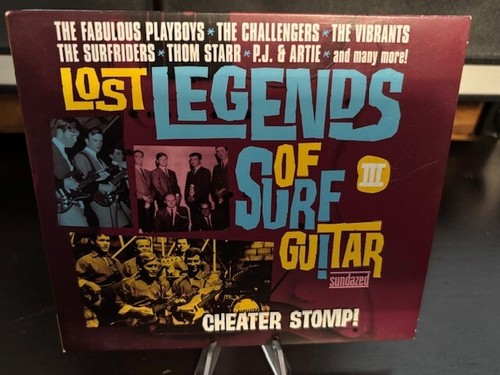 THE FABULOUS PLAYBOYS * THE CHALLENGERS * THE VIBRANTS
THE SURFRIDERS * THOM STARR * P.J. & ARTIE * and many more!
LOST LEGENDS
OF
SURF
GUITAR
III
sundazed
CHEATER STOMP!